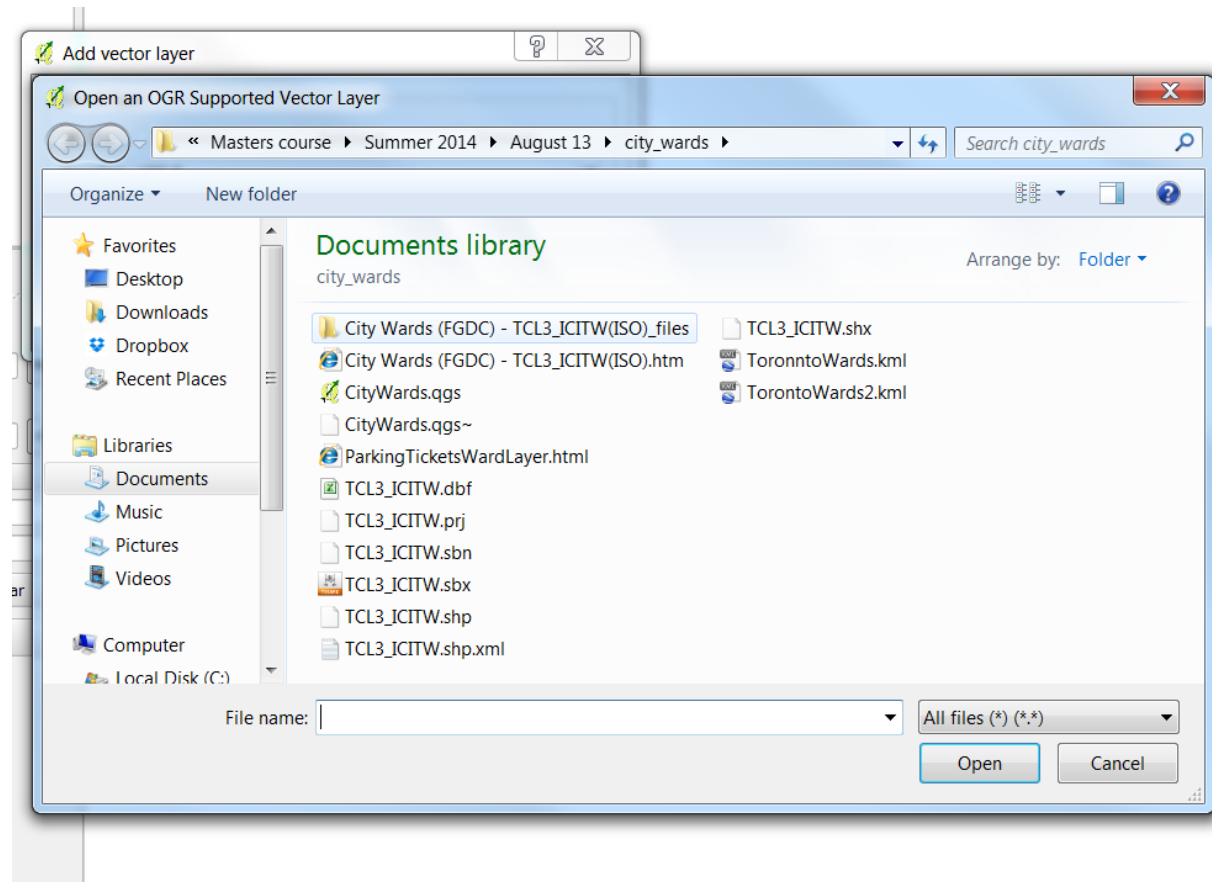 Add vector layer
Open an OGR Supported Vector Layer
« Masters course Summer 2014 August 13 city_wards
Search city_wards
Organize New folder
Favorites
Desktop
Downloads
Dropbox
Recent Places
Libraries
Documents
Music
Pictures
Videos
Computer
Local Disk (C:)
Documents library
city_wards
Arrange by: Folder
City Wards (FGDC) - TCL3_ICITW(ISO)_files
City Wards (FGDC) - TCL3_ICITW(ISO).htm
CityWards.qgs
CityWards.qgs~
ParkingTicketsWardLayer.html
TCL3_ICITW.dbf
TCL3_ICITW.prj
TCL3_ICITW.sbn
TCL3_ICITW.sbx
TCL3_ICITW.shp
TCL3_ICITW.shp.xml
TCL3_ICITW.shx
ToronntoWards.kml
TorontoWards2.kml
ar
File name:
All files (*) (*.*)
Open Cancel